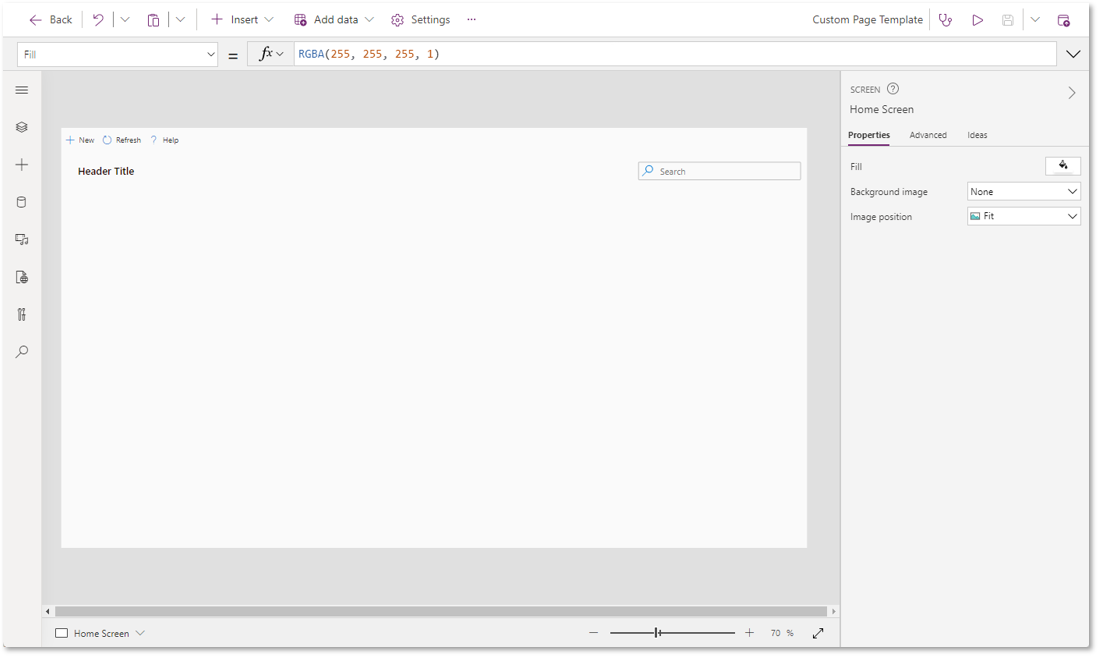 Back Insert Add data Settings ... Custom Page Template
Fill = fx RGBA(255, 255, 255, 1)
SCREEN ?
Home Screen
Properties Advanced Ideas
Fill
Background image None
Image position Fit
+ New Refresh ? Help
Header Title Search
Home Screen 70 %